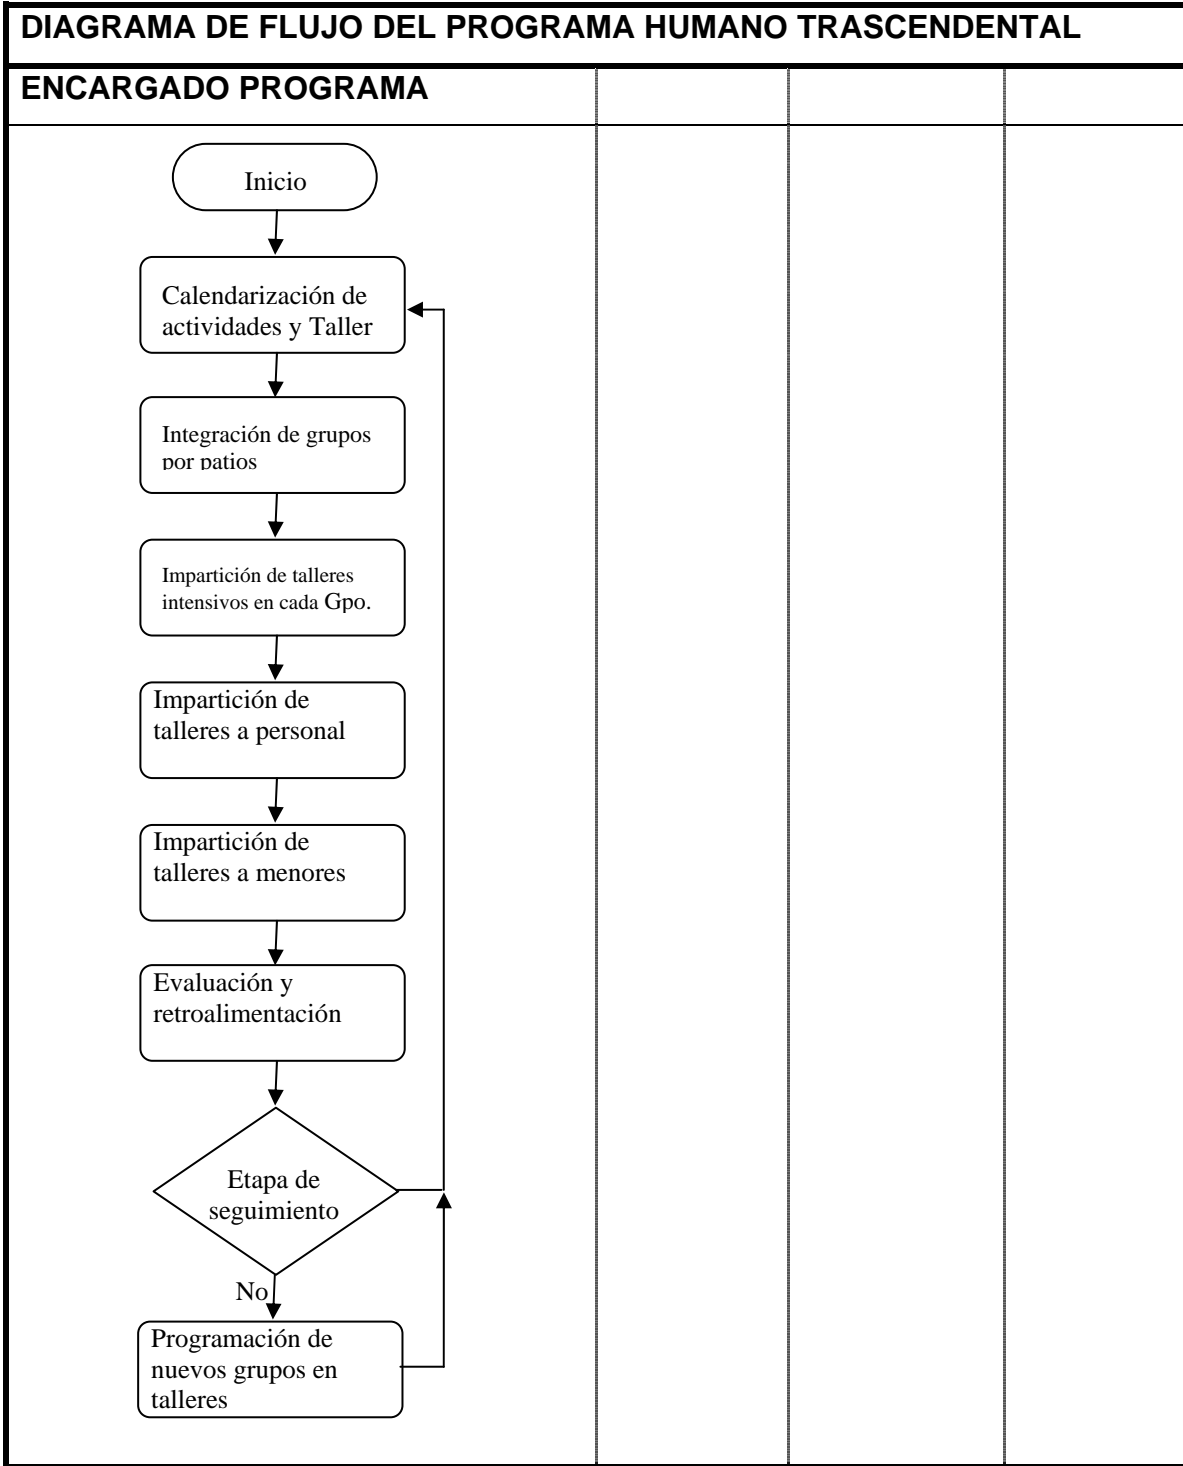 DIAGRAMA DE FLUJO DEL PROGRAMA HUMANO TRASCENDENTAL
ENCARGADO PROGRAMA
Inicio
Calendarización de
actividades y Taller
Integración de grupos
por patios
Impartición de talleres
intensivos en cada Gpo.
Impartición de
talleres a personal
Impartición de
talleres a menores
Evaluación y
retroalimentación
Etapa de
seguimiento
No
Programación de
nuevos grupos en
talleres